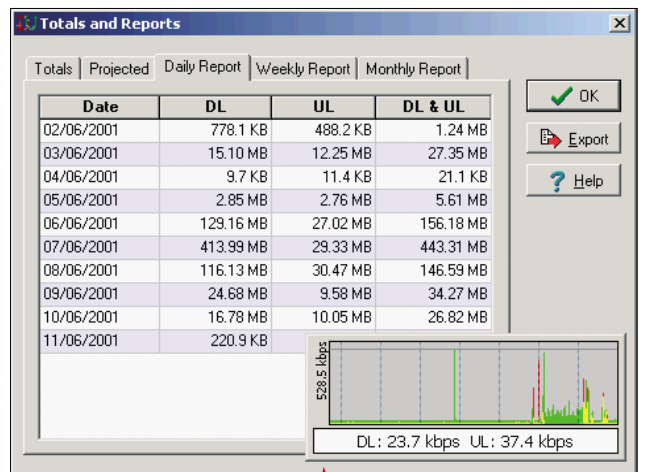 Totals and Reports
Totals Projected Daily Report Weekly Report Monthly Report
Date DL UL DL & UL
02/06/2001 778.1 KB 488.2 KB 1.24 MB
03/06/2001 15.10 MB 12.25 MB 27.35 MB
04/06/2001 9.7 KB 11.4 KB 21.1 KB
05/06/2001 2.85 MB 2.76 MB 5.61 MB
06/06/2001 129.16 MB 27.02 MB 156.18 MB
07/06/2001 413.99 MB 29.33 MB 443.31 MB
08/06/2001 116.13 MB 30.47 MB 146.59 MB
09/06/2001 24.68 MB 9.58 MB 34.27 MB
10/06/2001 16.78 MB 10.05 MB 26.82 MB
11/06/2001 220.9 KB
OK
Export
Help
528.5 kbps
DL: 23.7 kbps UL: 37.4 kbps